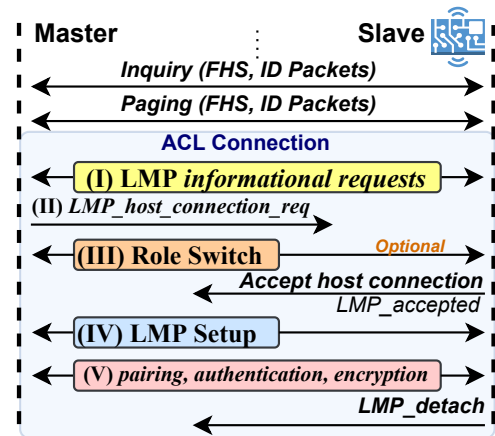 Master
Slave
Inquiry (FHS, ID Packets)
Paging (FHS, ID Packets)
ACL Connection
(I) LMP informational requests
(II) LMP_host_connection_req
(III) Role Switch
Optional
Accept host connection
LMP_accepted
(IV) LMP Setup
(V) pairing, authentication, encryption
LMP_detach